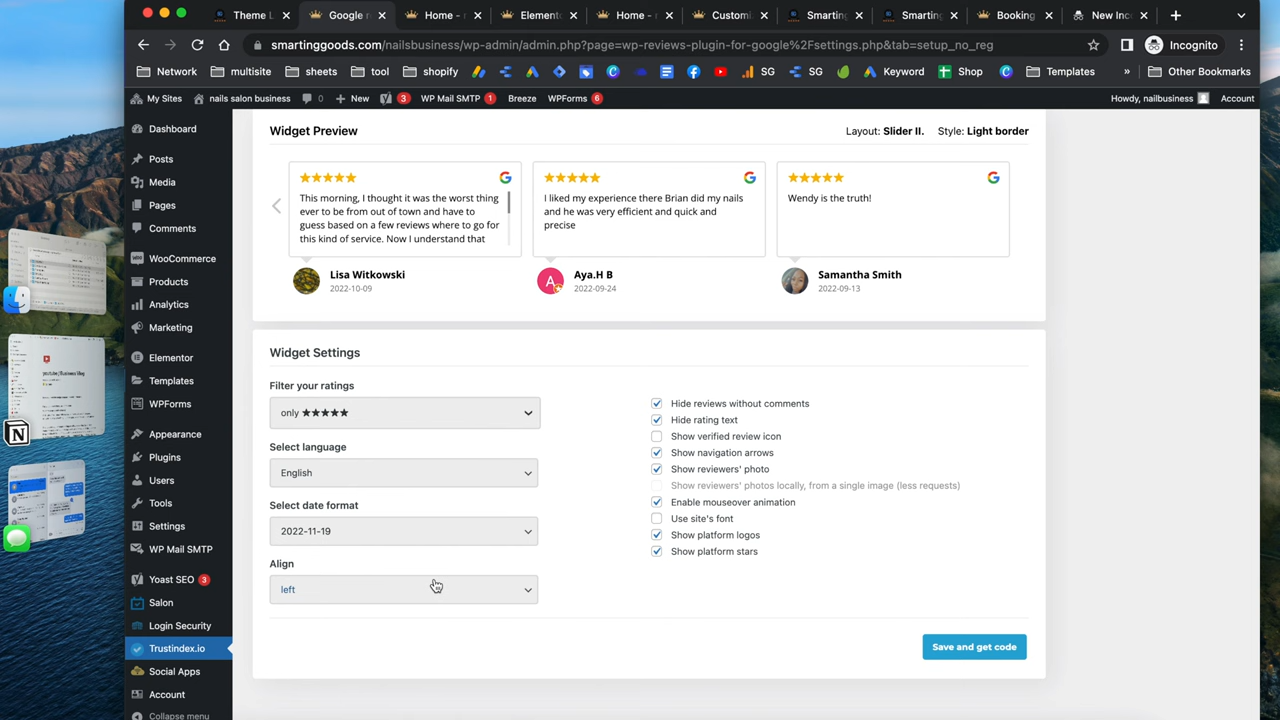 Theme L
Google r
Home - r
Elemento
Home - r
Customi
Smarting
Smarting
Booking
New Inc
smartinggoods.com/nailsbusiness/wp-admin/admin.php?page=wp-reviews-plugin-for-google%2Fsettings.php&tab=setup_no_reg
Incognito
Network
multisite
sheets
tool
shopify
SG
SG
Keyword
Shop
Templates
»
Other Bookmarks
My Sites
nails salon business
0
New
3
WP Mail SMTP 1
Breeze
WPForms 6
Howdy, nailbusiness
Account
Dashboard
Posts
Media
Pages
Comments
WooCommerce
Products
Analytics
Marketing
Elementor
Templates
WPForms
Appearance
Plugins
Users
Tools
Settings
WP Mail SMTP
Yoast SEO 3
Salon
Login Security
Trustindex.io
Social Apps
Account
Collapse menu
Widget Preview
Layout: Slider II. Style: Light border
This morning, I thought it was the worst thing
ever to be from out of town and have to
guess based on a few reviews where to go for
this kind of service. Now I understand that
Lisa Witkowski
2022-10-09
I liked my experience there Brian did my nails
and he was very efficient and quick and
precise
A
Aya.H B
2022-09-24
Wendy is the truth!
Samantha Smith
2022-09-13
Widget Settings
Filter your ratings
only ★★★★★
Select language
English
Select date format
2022-11-19
Align
left
Hide reviews without comments
Hide rating text
Show verified review icon
Show navigation arrows
Show reviewers' photo
Show reviewers' photos locally, from a single image (less requests)
Enable mouseover animation
Use site's font
Show platform logos
Show platform stars
Save and get code